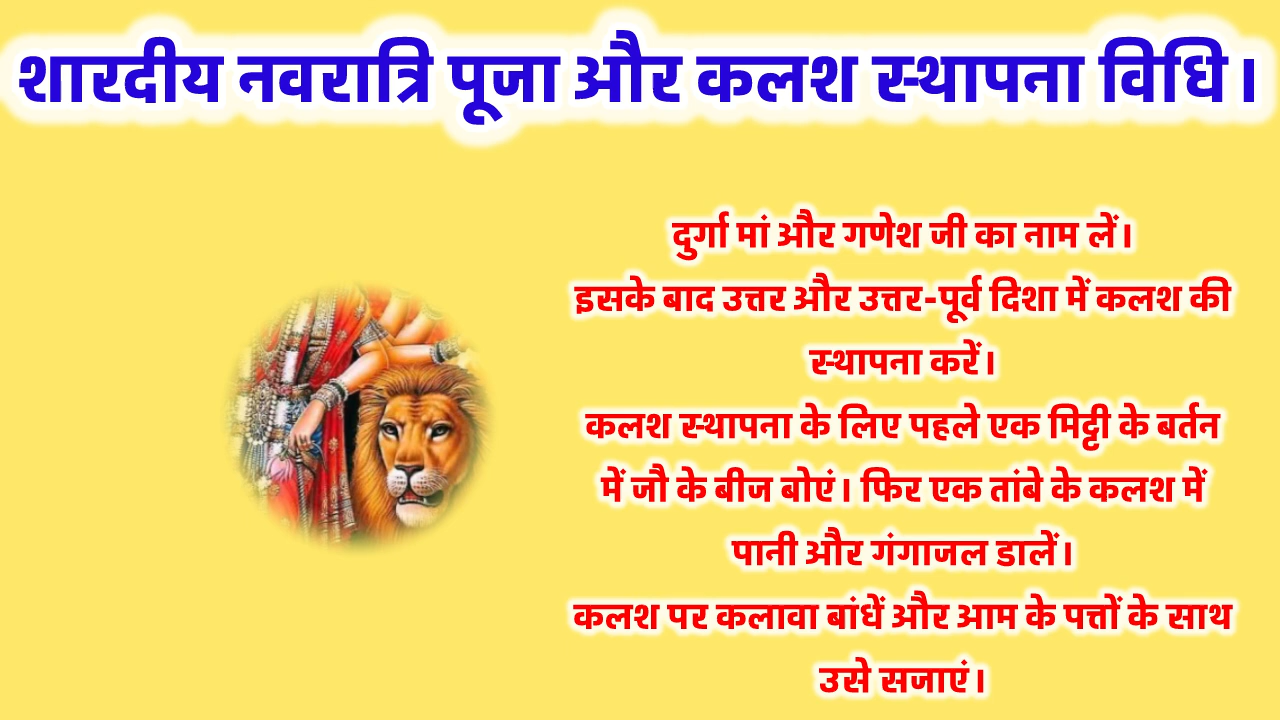 शारदीय नवरात्रि पूजा और कलश स्थापना विधि।
दुर्गा मां और गणेश जी का नाम लें।
इसके बाद उत्तर और उत्तर-पूर्व दिशा में कलश की
स्थापना करें।
कलश स्थापना के लिए पहले एक मिट्टी के बर्तन
में जौ के बीज बोएं। फिर एक तांबे के कलश में
पानी और गंगाजल डालें।
कलश पर कलावा बांधें और आम के पत्तों के साथ
उसे सजाएं।